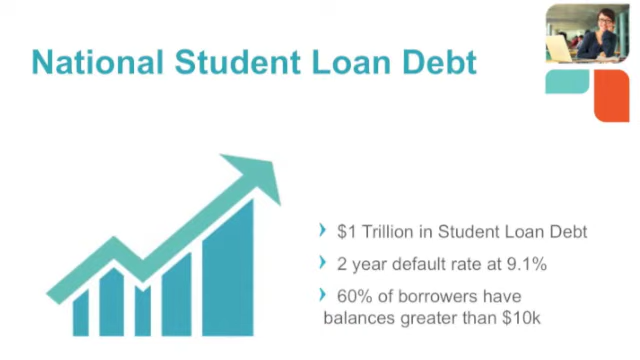 National Student Loan Debt
$1 Trillion in Student Loan Debt
2 year default rate at 9.1%
60% of borrowers have
balances greater than $10k